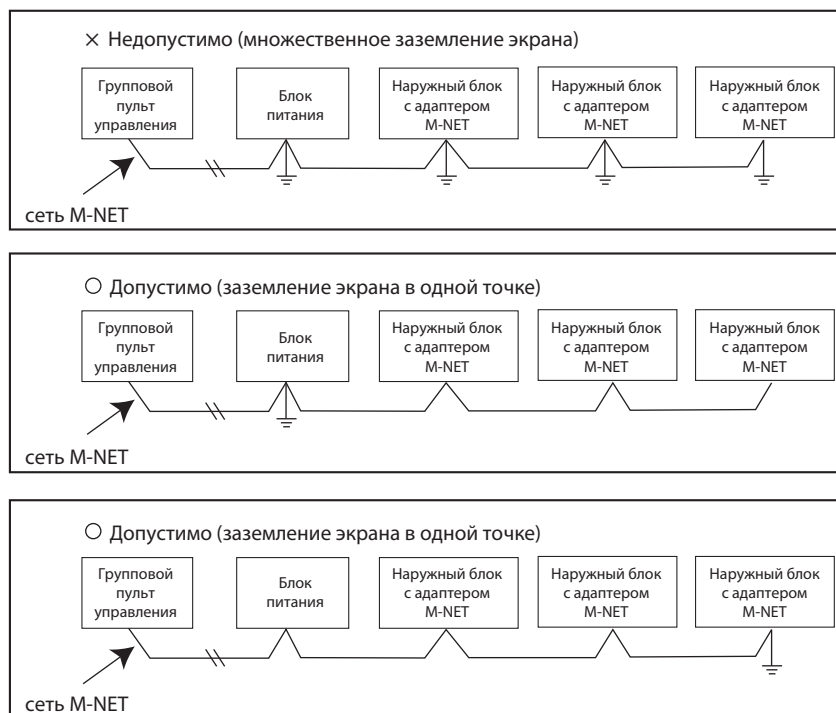 × Недопустимо (множественное заземление экрана)
Групповой
пульт
управления
Блок
питания
Наружный блок
с адаптером
M-NET
Наружный блок
с адаптером
M-NET
Наружный блок
с адаптером
M-NET
сеть M-NET
○ Допустимо (заземление экрана в одной точке)
Групповой
пульт
управления
Блок
питания
Наружный блок
с адаптером
M-NET
Наружный блок
с адаптером
M-NET
Наружный блок
с адаптером
M-NET
сеть M-NET
○ Допустимо (заземление экрана в одной точке)
Групповой
пульт
управления
Блок
питания
Наружный блок
с адаптером
M-NET
Наружный блок
с адаптером
M-NET
Наружный блок
с адаптером
M-NET
сеть M-NET